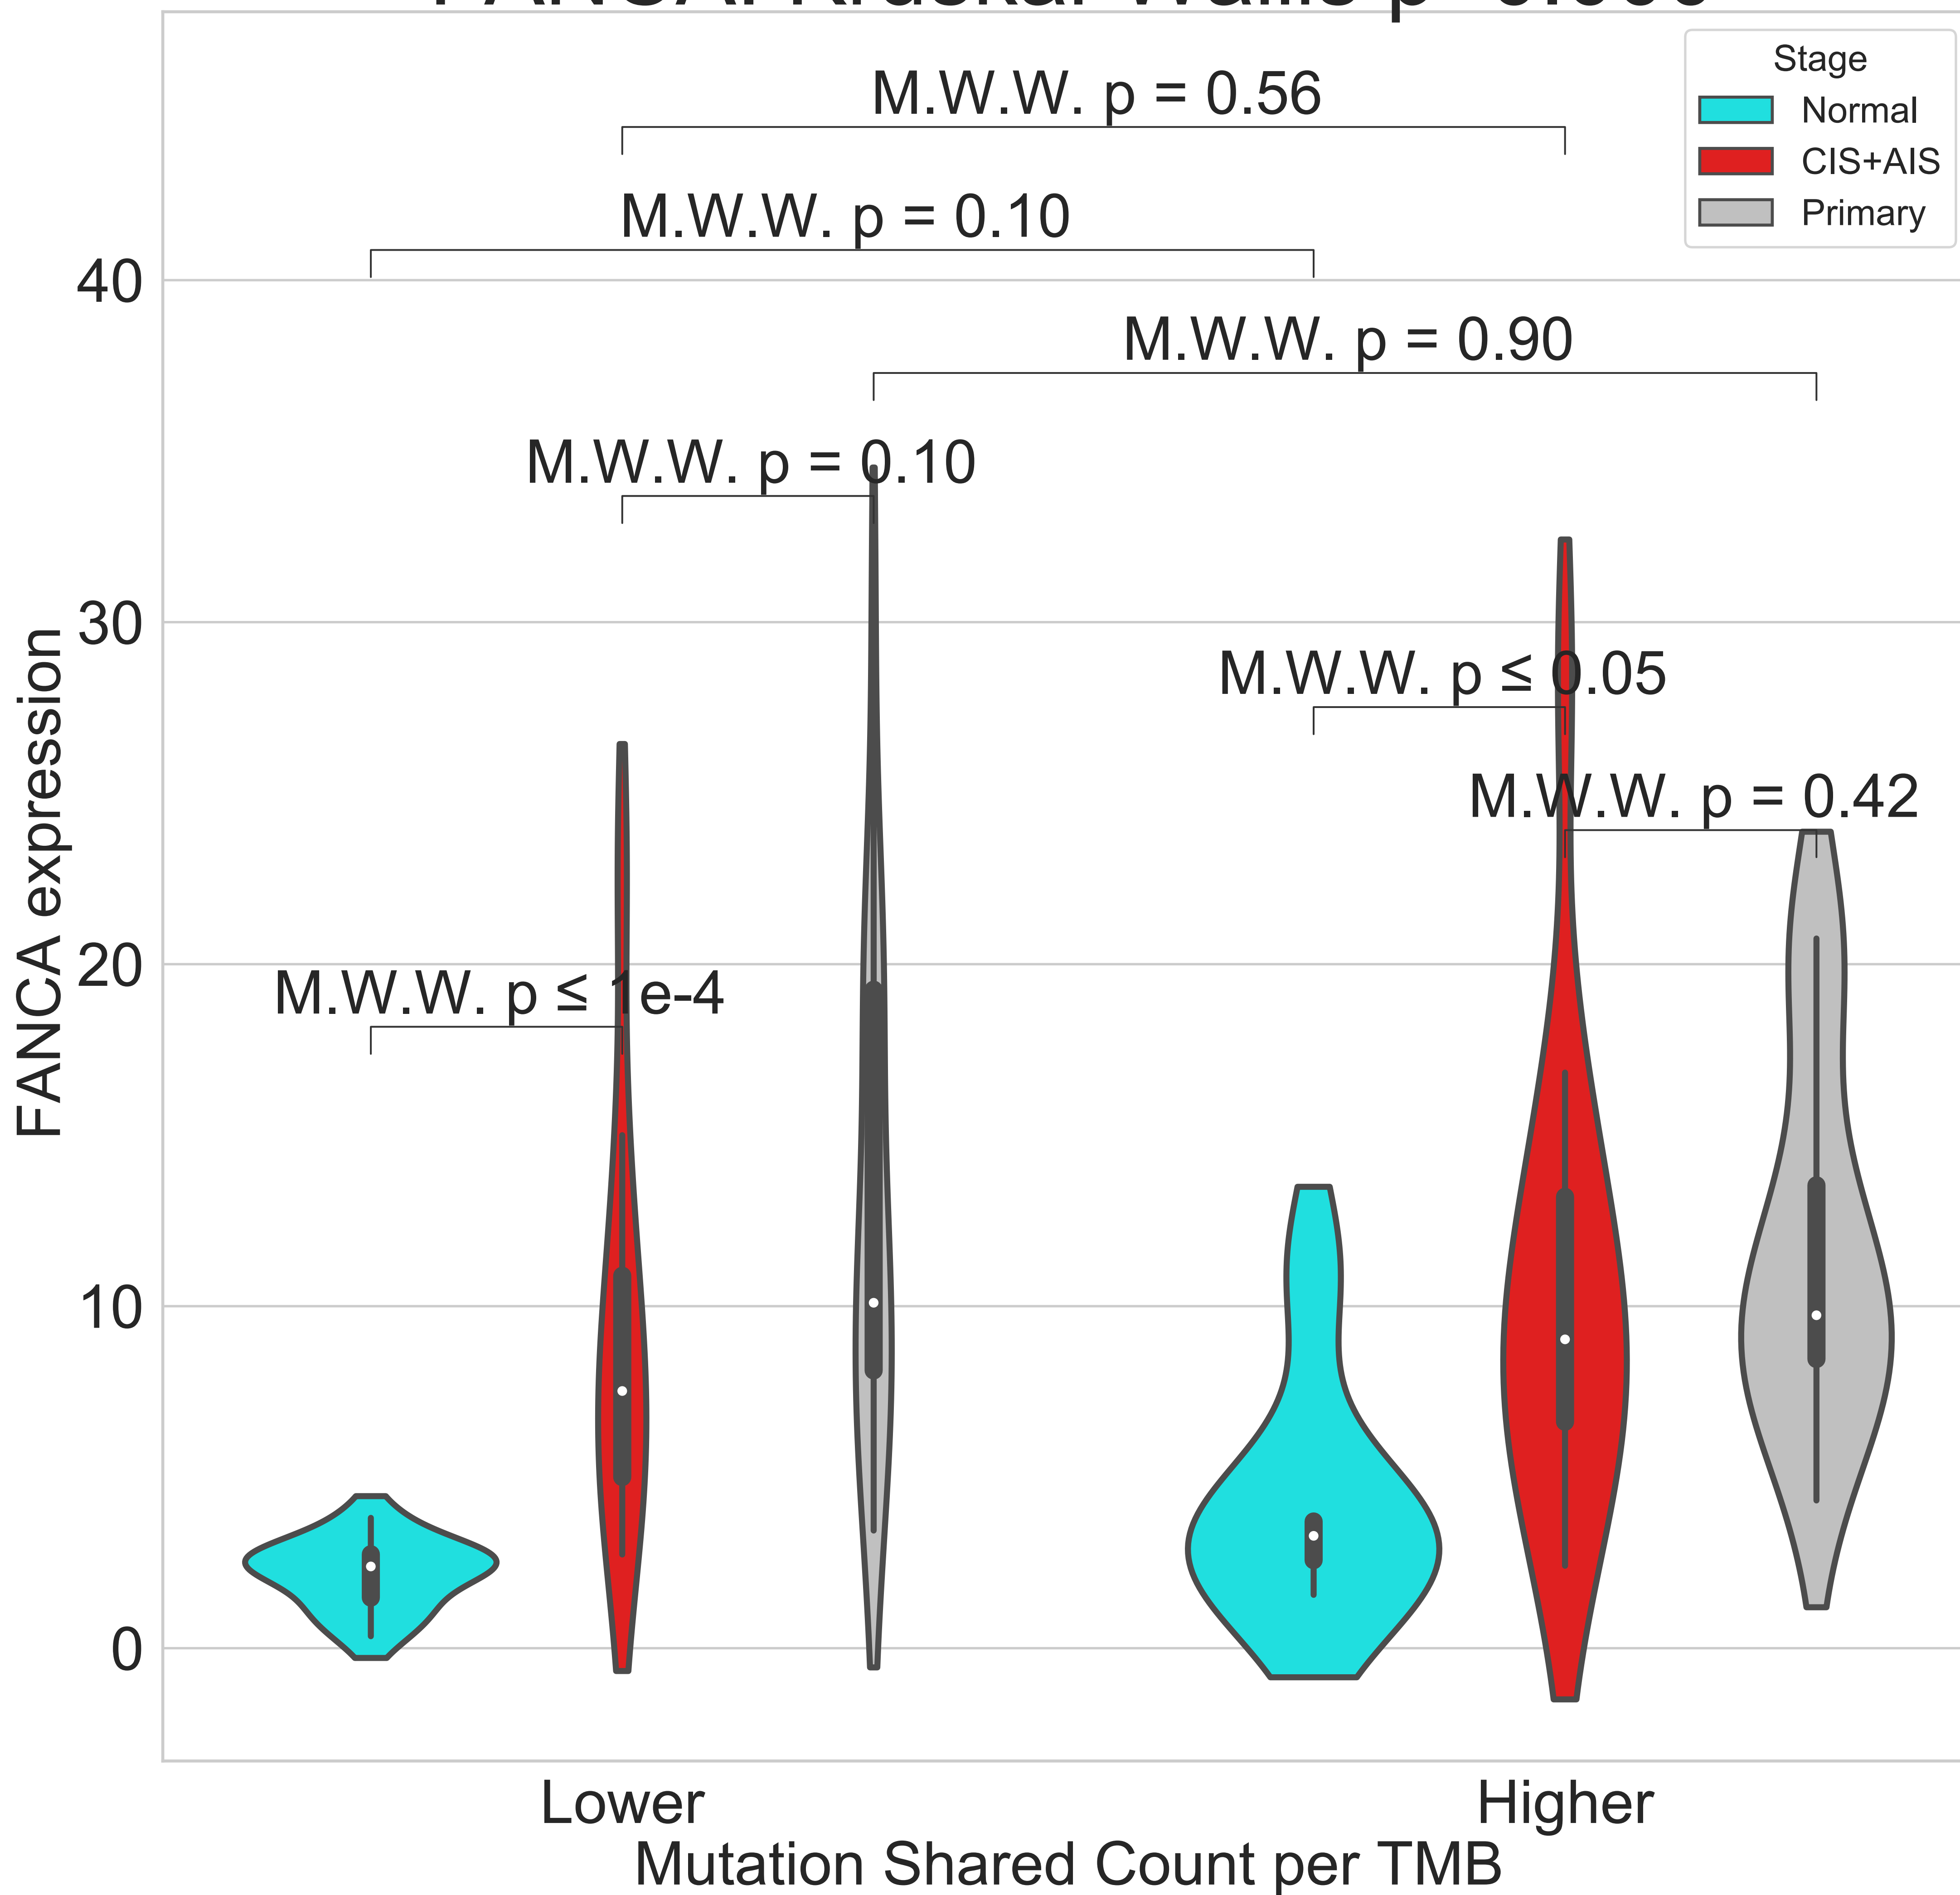 Stage
Normal
CIS+AIS
Primary
M.W.W. p = 0.56
M.W.W. p = 0.10
40
M.W.W. p = 0.90
M.W.W. p = 0.10
30
M.W.W. p ≤ 0.05
M.W.W. p = 0.42
FANCA expression
20
M.W.W. p ≤ 1e-4
10
0
Lower
Higher
Mutation Shared Count per TMB